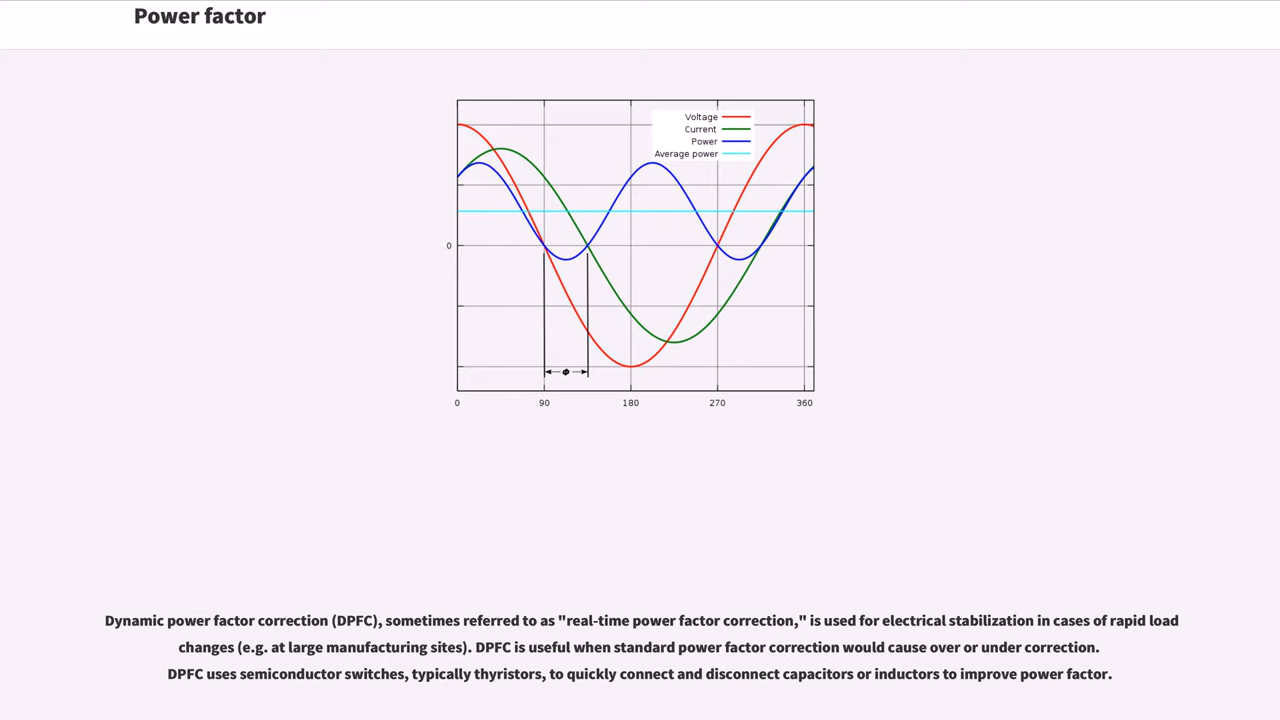 Power factor
Voltage
Current
Power
Average power
0
ϕ
0 90 180 270 360
Dynamic power factor correction (DPFC), sometimes referred to as "real-time power factor correction," is used for electrical stabilization in cases of rapid load
changes (e.g. at large manufacturing sites). DPFC is useful when standard power factor correction would cause over or under correction.
DPFC uses semiconductor switches, typically thyristors, to quickly connect and disconnect capacitors or inductors to improve power factor.